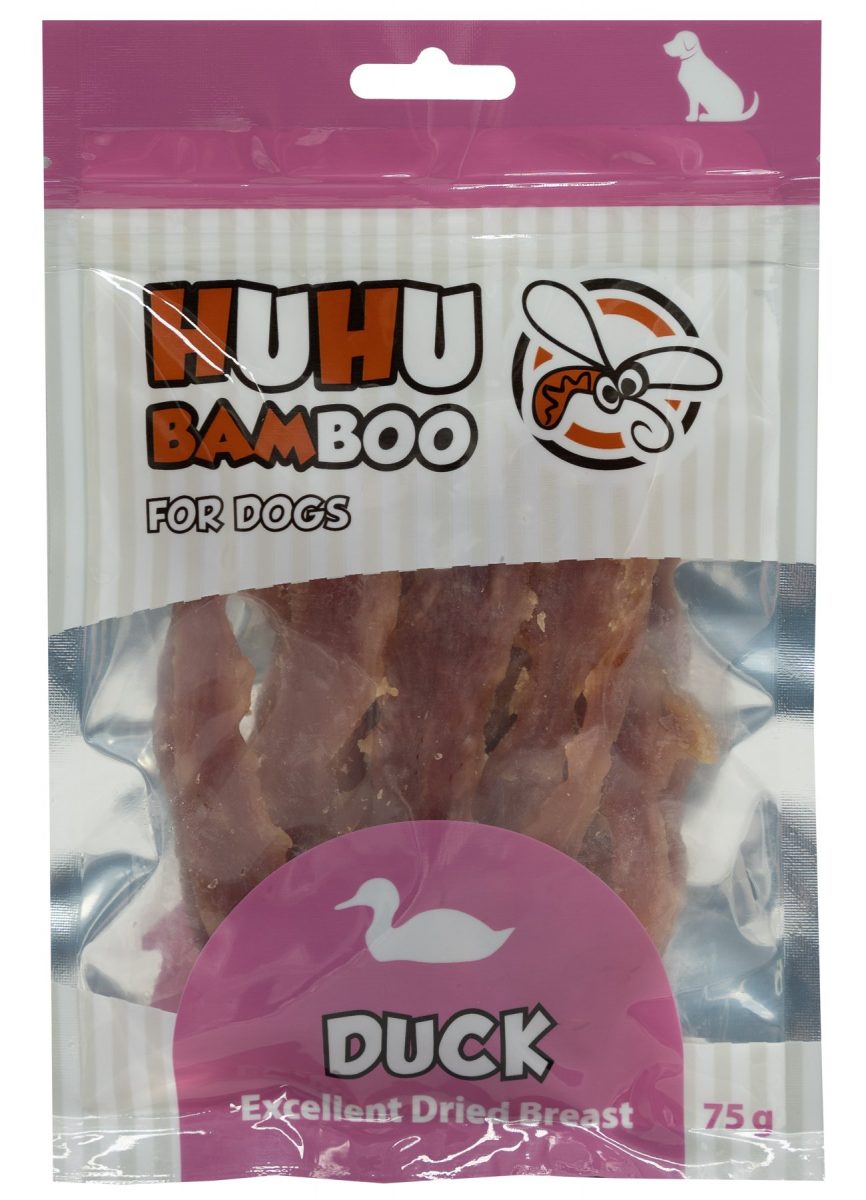 HUHU
BAMBOO
FOR DOGS
DUCK
Excellent Dried Breast
75 g